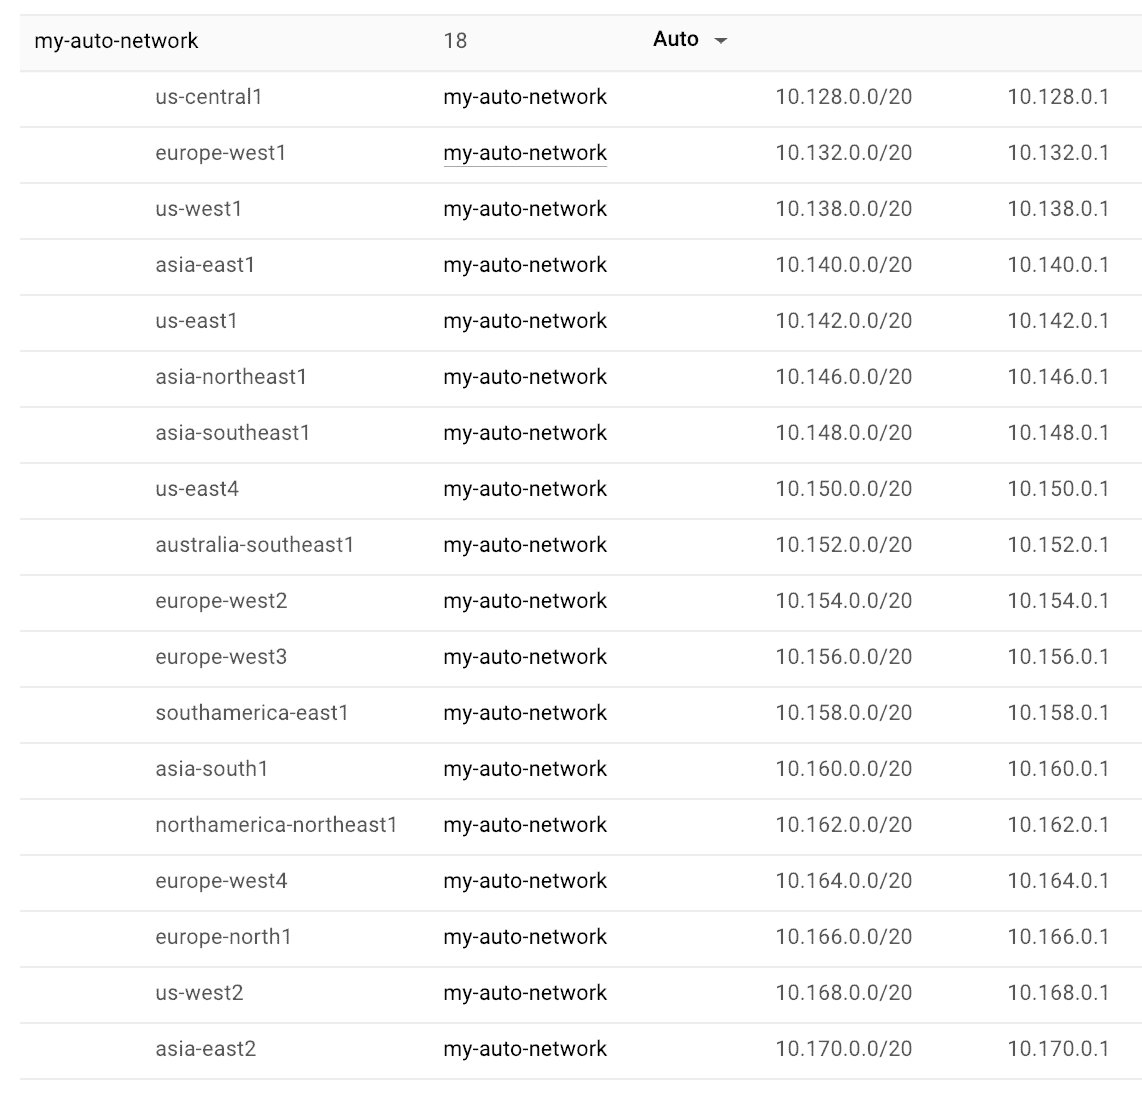 my-auto-network 18 Auto
us-central1 my-auto-network 10.128.0.0/20 10.128.0.1
europe-west1 my-auto-network 10.132.0.0/20 10.132.0.1
us-west1 my-auto-network 10.138.0.0/20 10.138.0.1
asia-east1 my-auto-network 10.140.0.0/20 10.140.0.1
us-east1 my-auto-network 10.142.0.0/20 10.142.0.1
asia-northeast1 my-auto-network 10.146.0.0/20 10.146.0.1
asia-southeast1 my-auto-network 10.148.0.0/20 10.148.0.1
us-east4 my-auto-network 10.150.0.0/20 10.150.0.1
australia-southeast1 my-auto-network 10.152.0.0/20 10.152.0.1
europe-west2 my-auto-network 10.154.0.0/20 10.154.0.1
europe-west3 my-auto-network 10.156.0.0/20 10.156.0.1
southamerica-east1 my-auto-network 10.158.0.0/20 10.158.0.1
asia-south1 my-auto-network 10.160.0.0/20 10.160.0.1
northamerica-northeast1 my-auto-network 10.162.0.0/20 10.162.0.1
europe-west4 my-auto-network 10.164.0.0/20 10.164.0.1
europe-north1 my-auto-network 10.166.0.0/20 10.166.0.1
us-west2 my-auto-network 10.168.0.0/20 10.168.0.1
asia-east2 my-auto-network 10.170.0.0/20 10.170.0.1